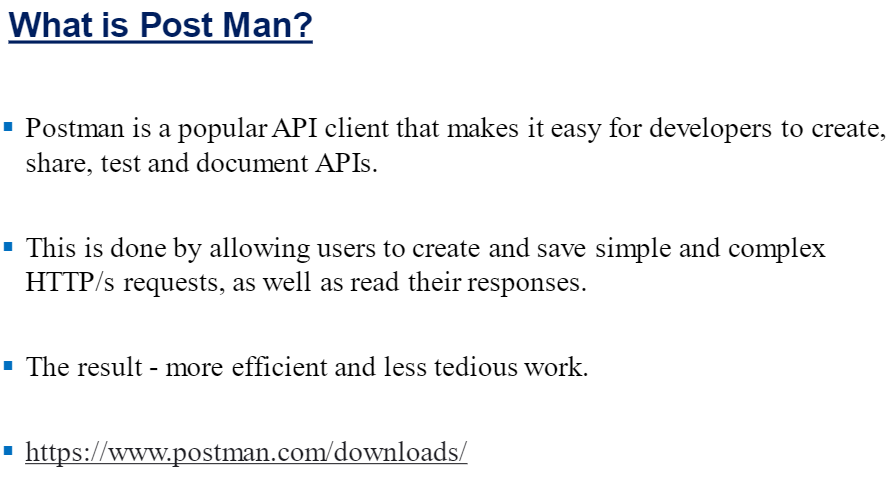 What is Post Man?
▪ Postman is a popular API client that makes it easy for developers to create,
share, test and document APIs.
▪ This is done by allowing users to create and save simple and complex
HTTP/s requests, as well as read their responses.
▪ The result - more efficient and less tedious work.
▪ https://www.postman.com/downloads/